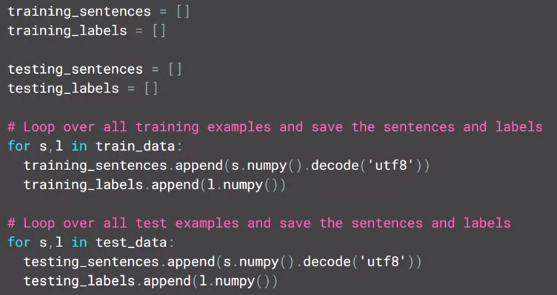 training_sentences = []
training_labels = []
testing_sentences = []
testing_labels = []
# Loop over all training examples and save the sentences and labels
for s,l in train_data:
  training_sentences.append(s.numpy().decode('utf8'))
  training_labels.append(l.numpy())
# Loop over all test examples and save the sentences and labels
for s,l in test_data:
  testing_sentences.append(s.numpy().decode('utf8'))
  testing_labels.append(l.numpy())